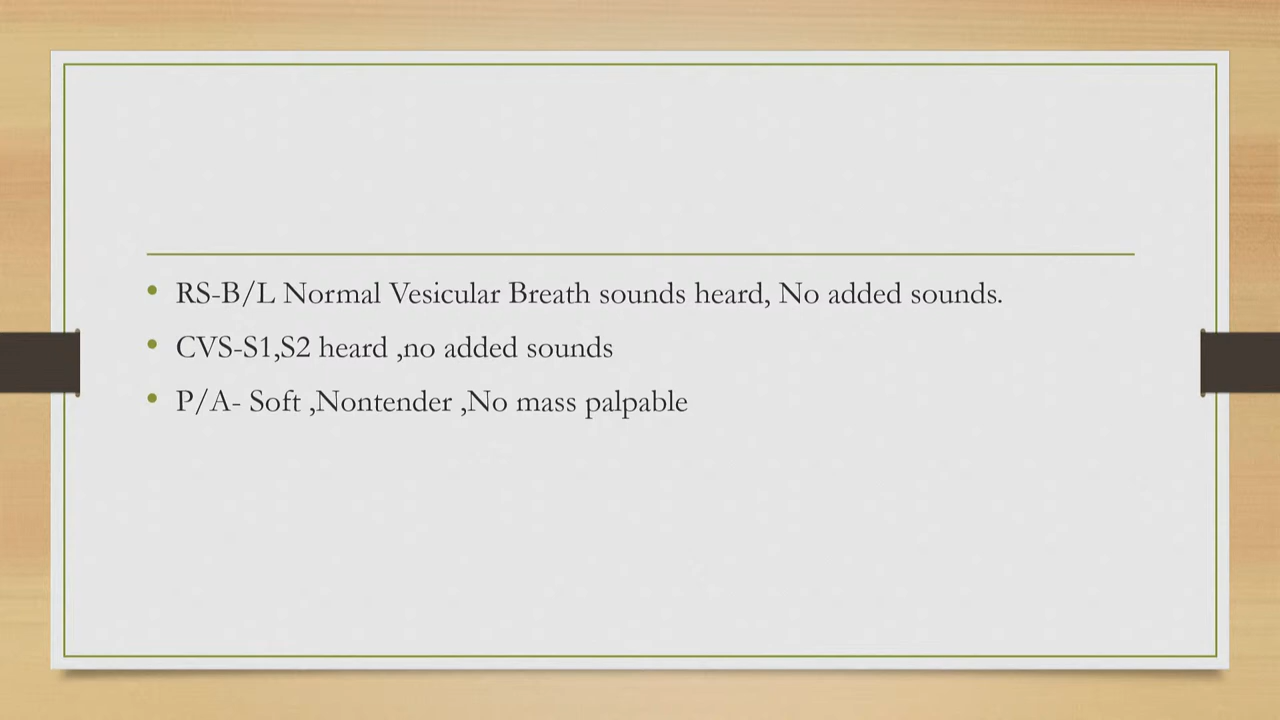 • RS-B/L Normal Vesicular Breath sounds heard, No added sounds.
• CVS-S1,S2 heard ,no added sounds
• P/A- Soft ,Nontender ,No mass palpable